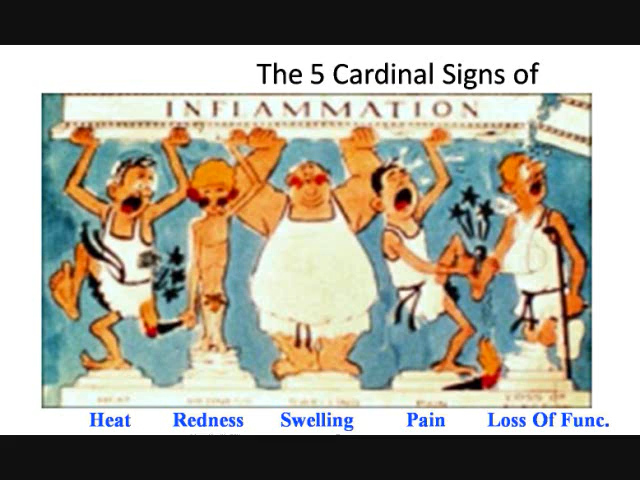 The 5 Cardinal Signs of
INFLAMMATION
Heat Redness Swelling Pain Loss Of Func.